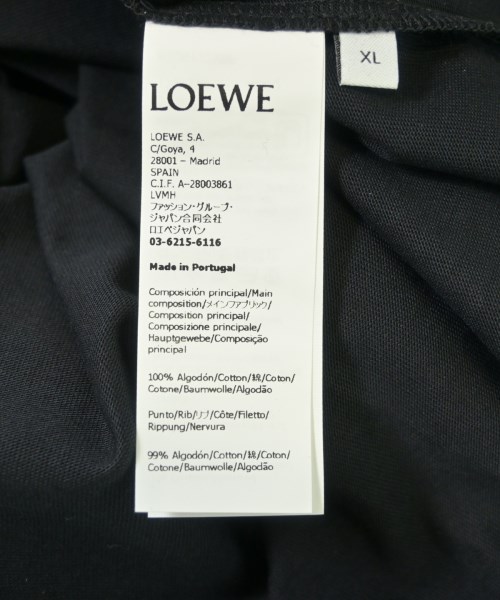 XL
LOEWE
LOEWE S.A.
C/Goya, 4
28001 – Madrid
SPAIN
C.I.F. A–28003861
LVMH
ファッション・グループ・
ジャパン合同会社
ロエベジャパン
03-6215-6116
Made in Portugal
Composición principal/Main
composition/メインファブリック/
Composition principal/
Composizione principale/
Hauptgewebe/Composição
principal
100% Algodón/Cotton/綿/Coton/
Cotone/Baumwolle/Algodão
Punto/Rib/リブ/Côte/Filetto/
Rippung/Nervura
99% Algodón/Cotton/綿/Coton/
Cotone/Baumwolle/Algodão